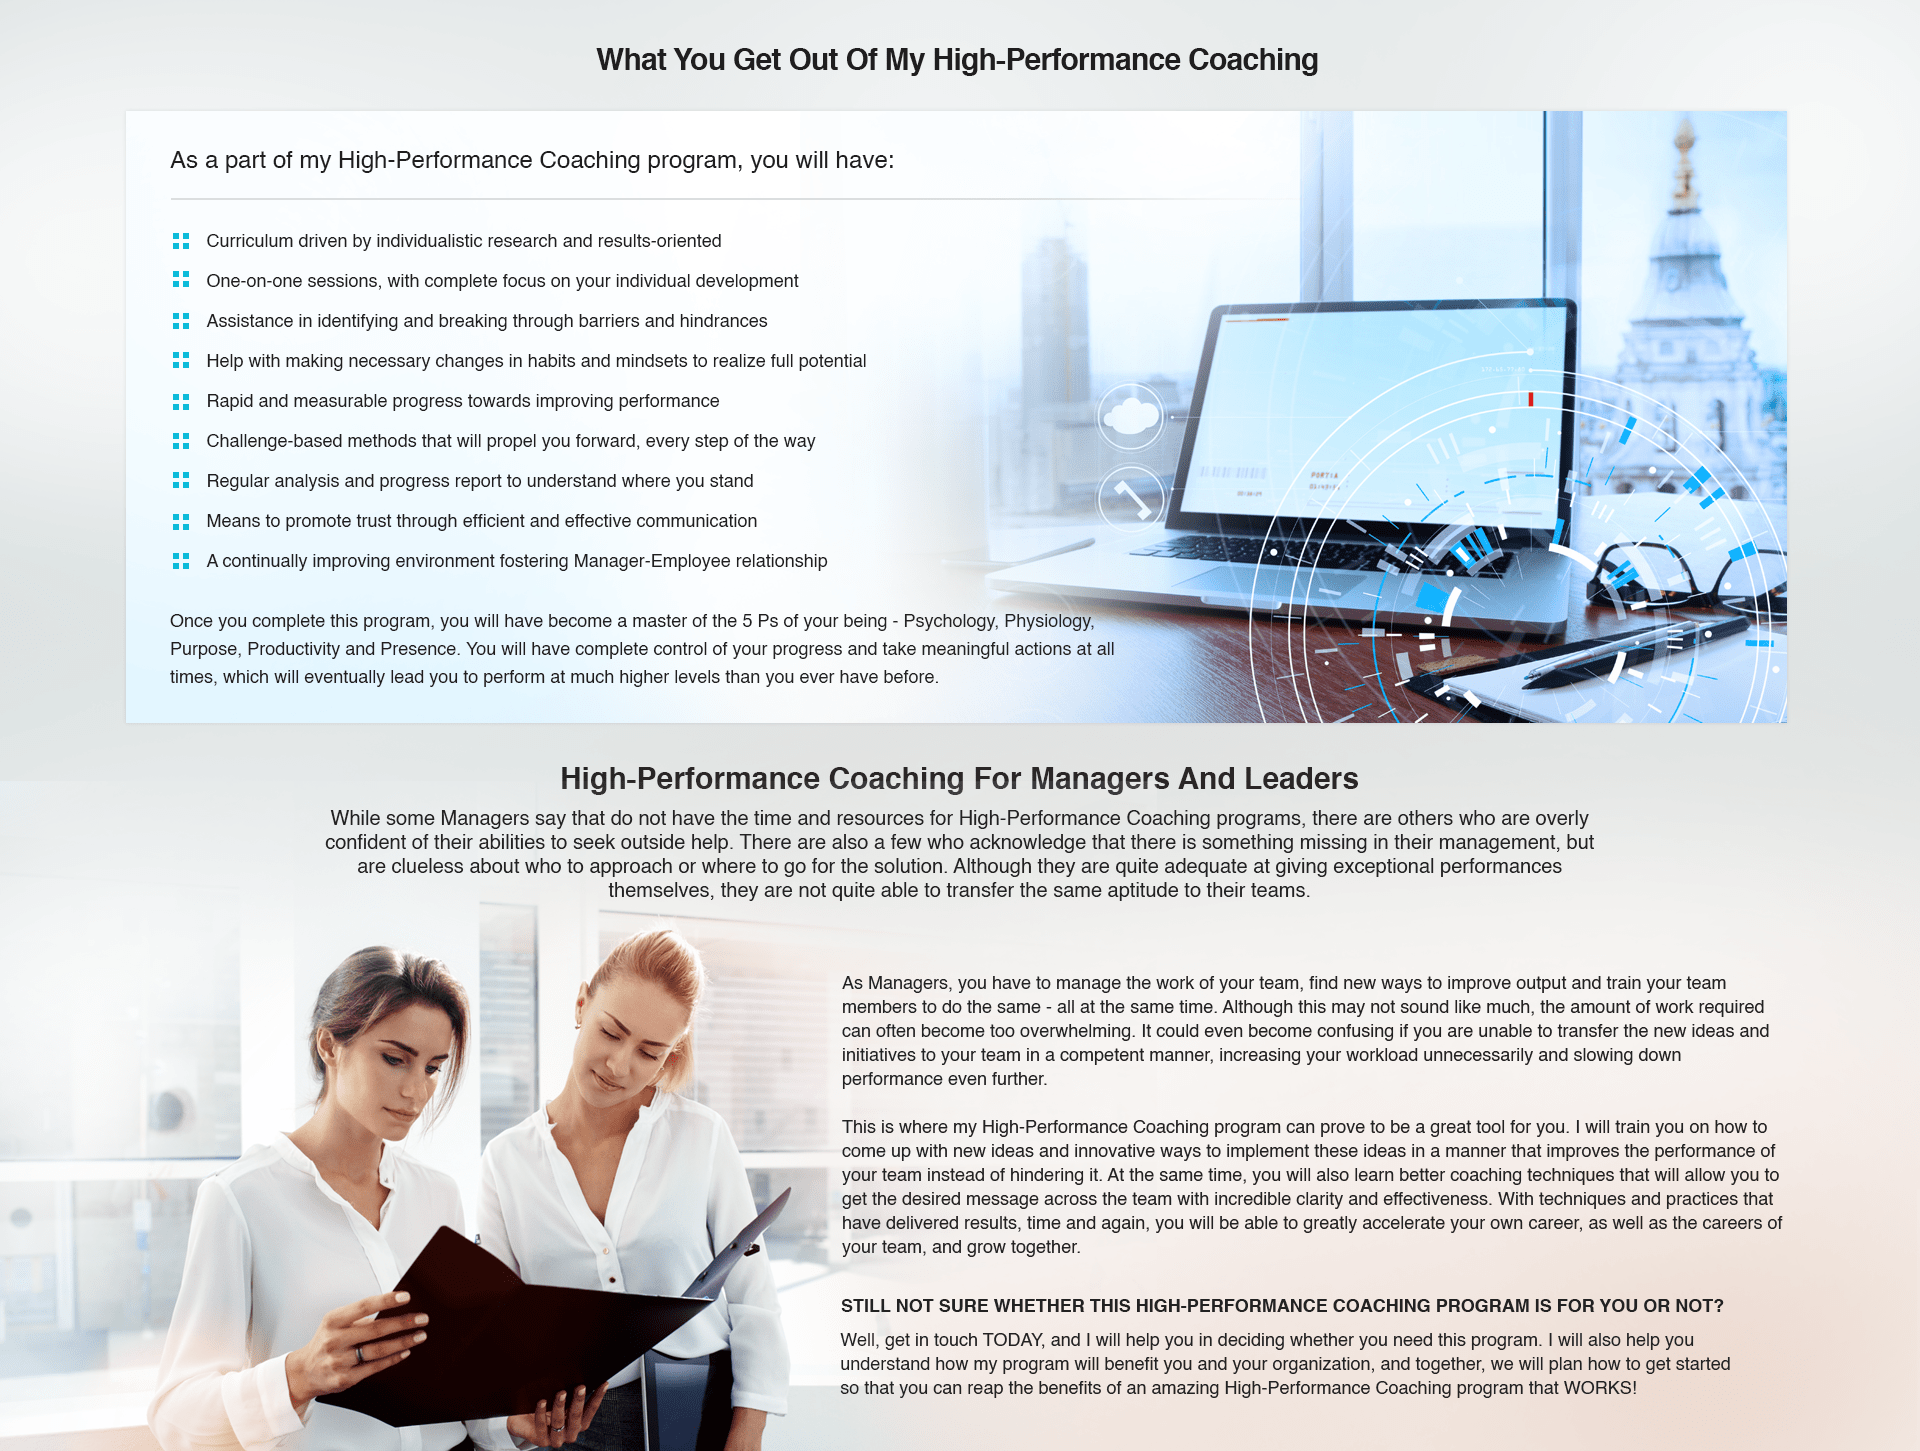 What You Get Out Of My High-Performance Coaching
As a part of my High-Performance Coaching program, you will have:
Curriculum driven by individualistic research and results-oriented
One-on-one sessions, with complete focus on your individual development
Assistance in identifying and breaking through barriers and hindrances
Help with making necessary changes in habits and mindsets to realize full potential
Rapid and measurable progress towards improving performance
Challenge-based methods that will propel you forward, every step of the way
Regular analysis and progress report to understand where you stand
Means to promote trust through efficient and effective communication
A continually improving environment fostering Manager-Employee relationship
Once you complete this program, you will have become a master of the 5 Ps of your being - Psychology, Physiology,
Purpose, Productivity and Presence. You will have complete control of your progress and take meaningful actions at all
times, which will eventually lead you to perform at much higher levels than you ever have before.
PORTIA
High-Performance Coaching For Managers And Leaders
While some Managers say that do not have the time and resources for High-Performance Coaching programs, there are others who are overly
confident of their abilities to seek outside help. There are also a few who acknowledge that there is something missing in their management, but
are clueless about who to approach or where to go for the solution. Although they are quite adequate at giving exceptional performances
themselves, they are not quite able to transfer the same aptitude to their teams.
As Managers, you have to manage the work of your team, find new ways to improve output and train your team
members to do the same - all at the same time. Although this may not sound like much, the amount of work required
can often become too overwhelming. It could even become confusing if you are unable to transfer the new ideas and
initiatives to your team in a competent manner, increasing your workload unnecessarily and slowing down
performance even further.
This is where my High-Performance Coaching program can prove to be a great tool for you. I will train you on how to
come up with new ideas and innovative ways to implement these ideas in a manner that improves the performance of
your team instead of hindering it. At the same time, you will also learn better coaching techniques that will allow you to
get the desired message across the team with incredible clarity and effectiveness. With techniques and practices that
have delivered results, time and again, you will be able to greatly accelerate your own career, as well as the careers of
your team, and grow together.
STILL NOT SURE WHETHER THIS HIGH-PERFORMANCE COACHING PROGRAM IS FOR YOU OR NOT?
Well, get in touch TODAY, and I will help you in deciding whether you need this program. I will also help you
understand how my program will benefit you and your organization, and together, we will plan how to get started
so that you can reap the benefits of an amazing High-Performance Coaching program that WORKS!